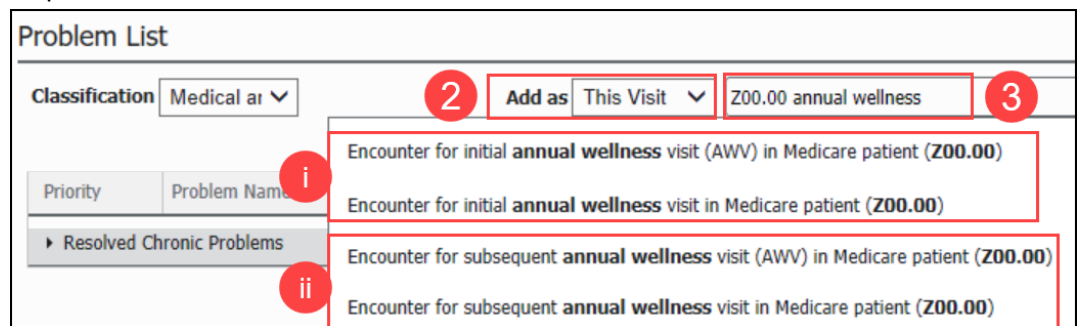 Problem List
Classification Medical ar 2 Add as This Visit Z00.00 annual wellness 3
Encounter for initial annual wellness visit (AWV) in Medicare patient (Z00.00)
i
Priority Problem Name
Encounter for initial annual wellness visit in Medicare patient (Z00.00)
Resolved Chronic Problems
Encounter for subsequent annual wellness visit (AWV) in Medicare patient (Z00.00)
ii
Encounter for subsequent annual wellness visit in Medicare patient (Z00.00)